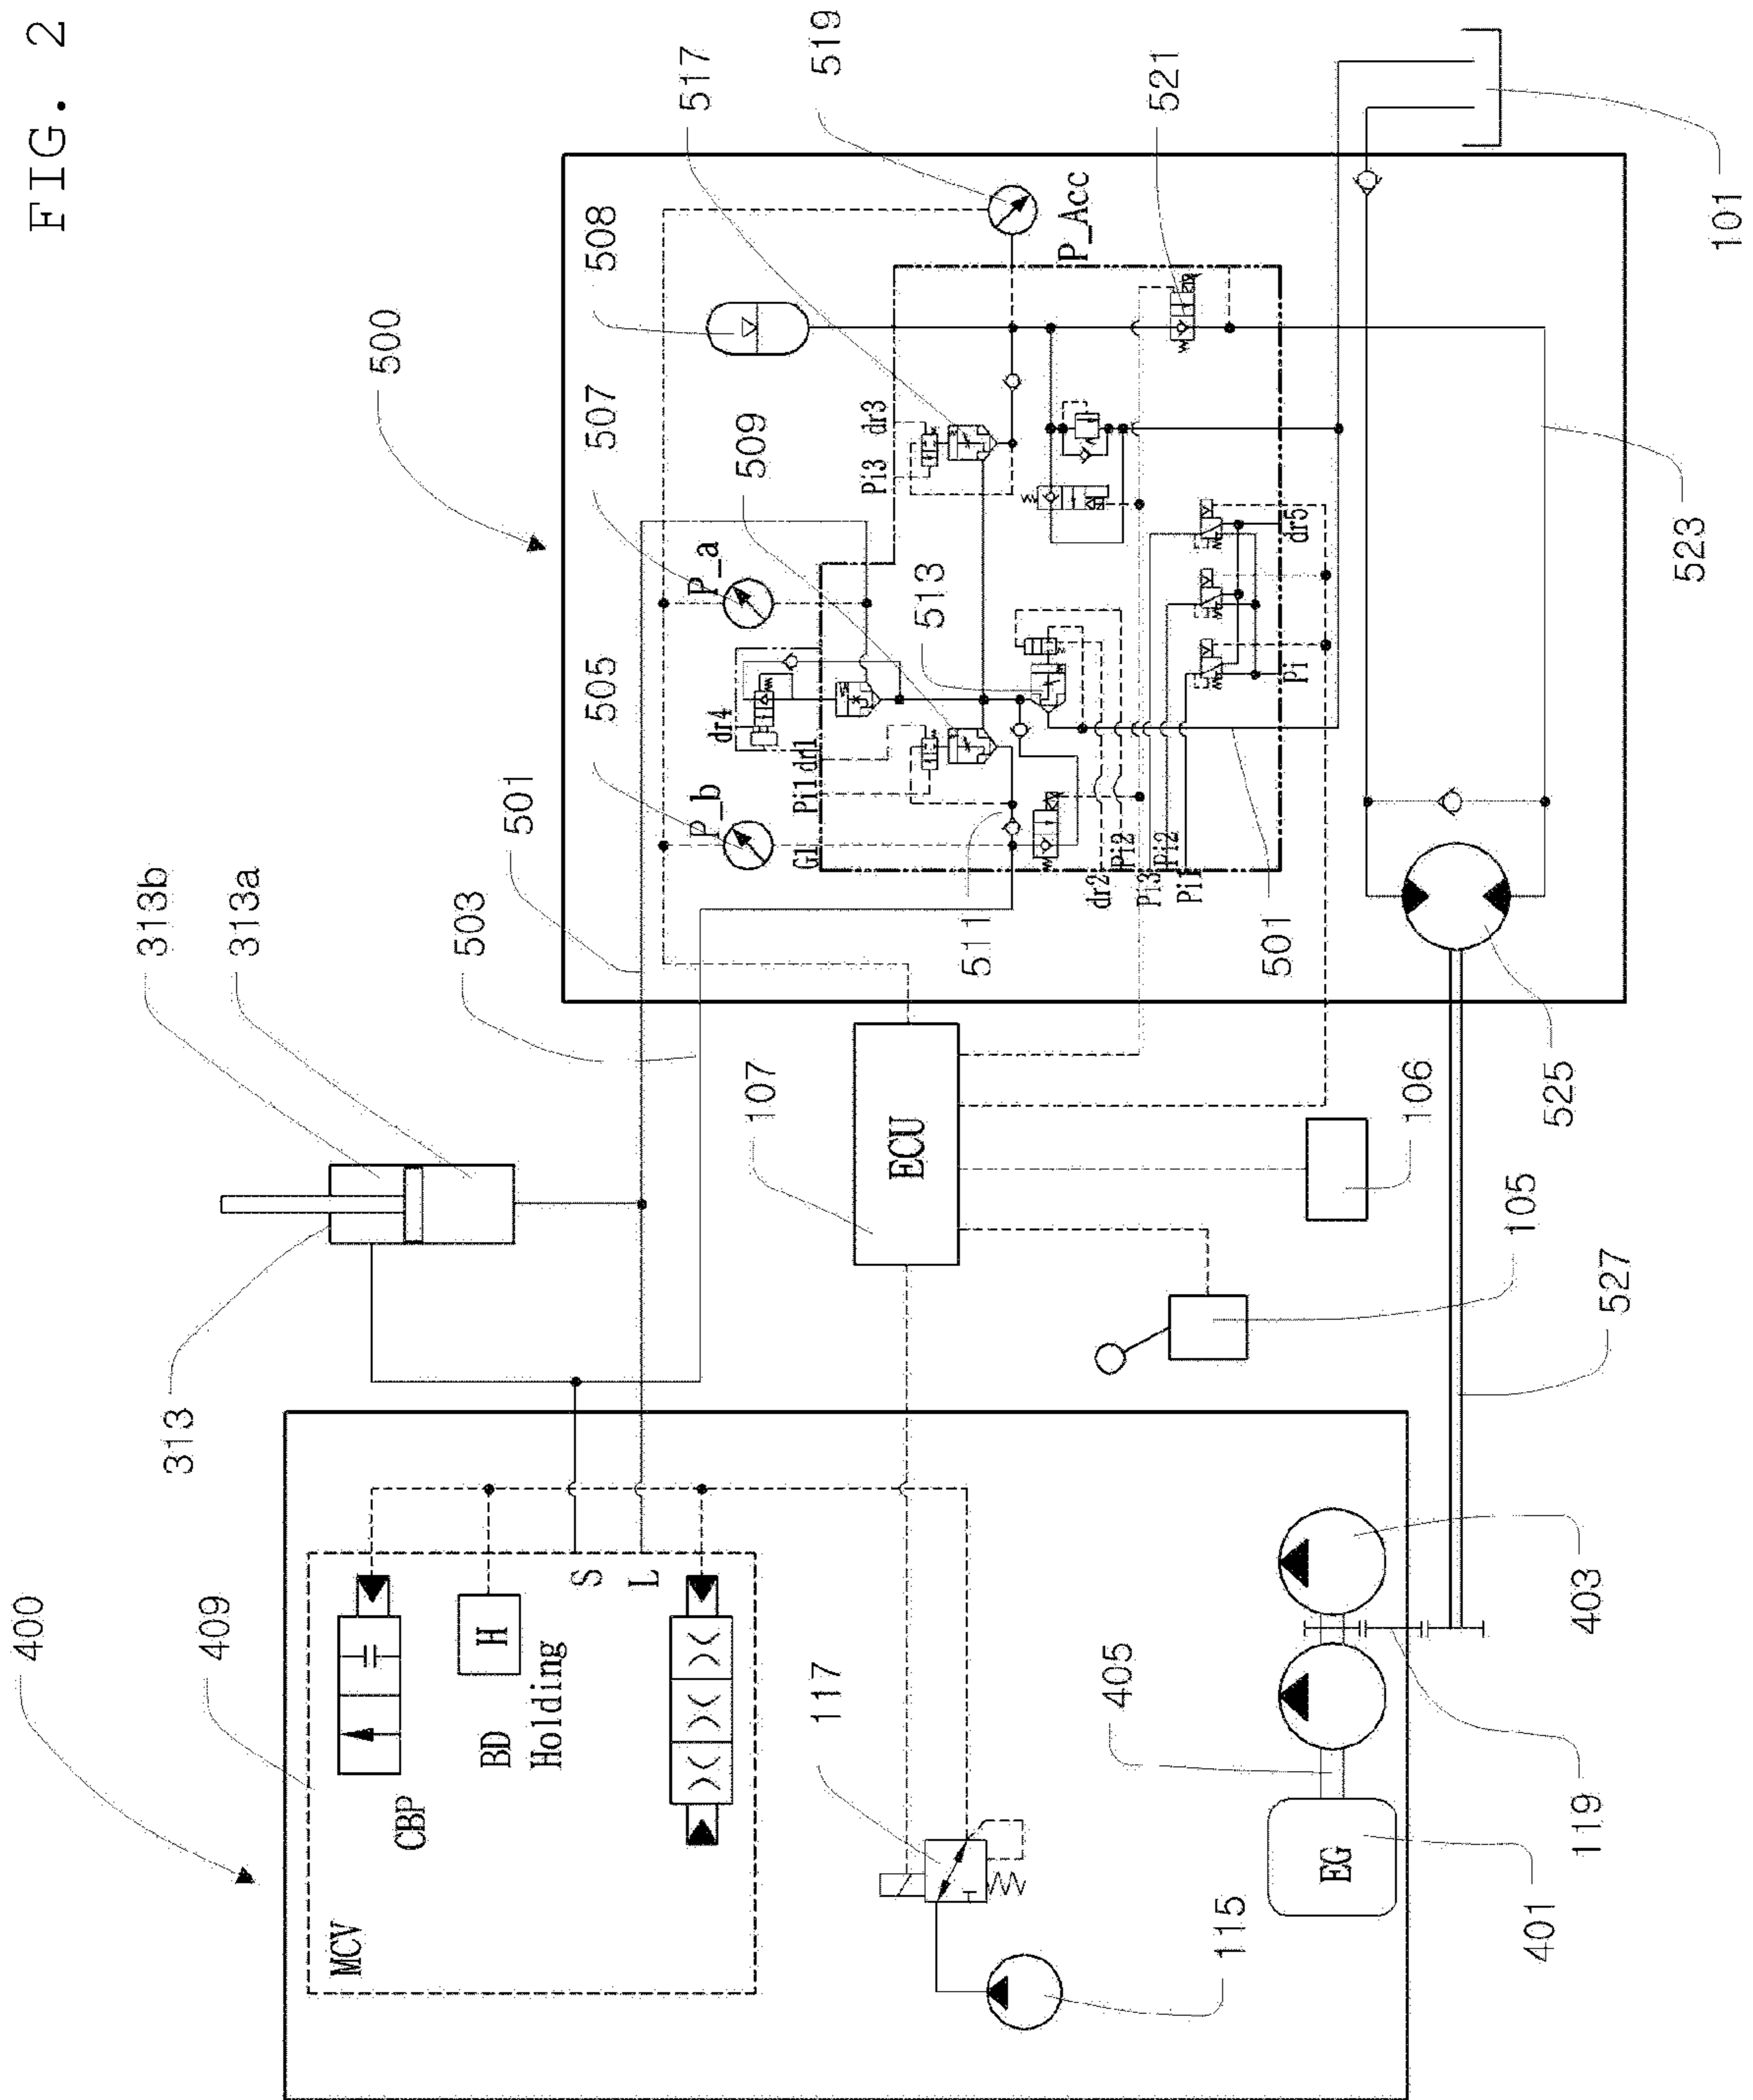 FIG. 2
400
409
MCV
CBP
BD
Holding
H
S
L
117
115
EG
401
405
119
403
527
313
313b
313a
503
501
107
ECU
105
106
500
505
507
509
508
517
519
P_b
P_a
P_Acc
dr4
G1
Pi1
dr1
Pi3
dr3
511
513
521
dr2
Pi2
Pi3
Pi2
Pi1
Pi
dr5
501
525
523
101